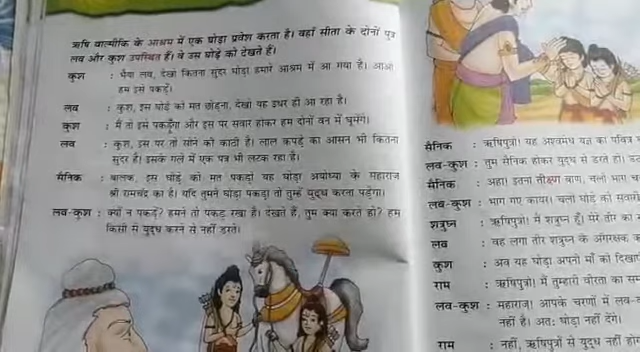 ऋषि वाल्मीकि के आश्रम में एक घोड़ा प्रवेश करता है। वहाँ सीता के दोनों पुत्र
लव और कुश उपस्थित हैं। वे उस घोड़े को देखते हैं।
कुश : भैया लव, देखो कितना सुंदर घोड़ा हमारे आश्रम में आ गया है। आओ
हम इसे पकड़ें।
लव : कुश, इस घोड़े को मत छोड़ना, देखो यह इधर ही आ रहा है।
कुश : मैं तो इसे पकड़ूँगा और इस पर सवार होकर हम दोनों वन में घूमेंगे।
लव : कुश, इस पर तो सोने की काठी है। लाल कपड़े का आसन भी कितना
सुंदर है। इसके गले में एक पत्र भी लटक रहा है।
सैनिक : बालक, इस घोड़े को मत पकड़ो यह घोड़ा अयोध्या के महाराज
श्री रामचंद्र का है। यदि तुमने घोड़ा पकड़ा तो तुम्हें युद्ध करना पड़ेगा।
लव-कुश : क्यों न पकड़ें? हमने तो पकड़ रखा है। देखते हैं, तुम क्या करते हो? हम
किसी से युद्ध करने से नहीं डरते।
सैनिक : ऋषिपुत्रो! यह अश्वमेध यज्ञ का पवित्र
लव-कुश : तुम सैनिक होकर युद्ध से डरते हो।
सैनिक : अहा! इतना तीक्ष्ण बाण, चलो भाग
लव-कुश : भाग गए कायर। चलो घोड़े की सवारी
शत्रुघ्न : ऋषिपुत्रो! मैं शत्रुघ्न हूँ। मेरे तीर का
लव : वह लगा तीर शत्रुघ्न के अंगरक्षक
कुश : अब यह घोड़ा अपनी माँ को
राम : ऋषिपुत्रो! मैं तुम्हारी वीरता का
लव-कुश : महाराज! आपके चरणों में लव-
नहीं है। अतः घोड़ा नहीं देंगे।
राम : नहीं, ऋषिपुत्रों से युद्ध नहीं